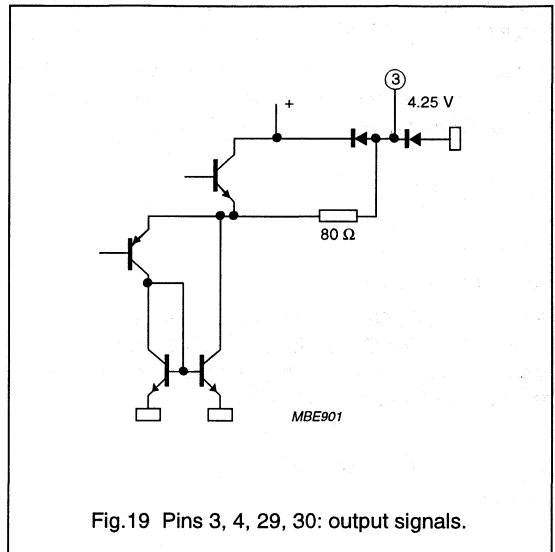 3
+
4.25 V
80 Ω
MBE901
Fig.19 Pins 3, 4, 29, 30: output signals.